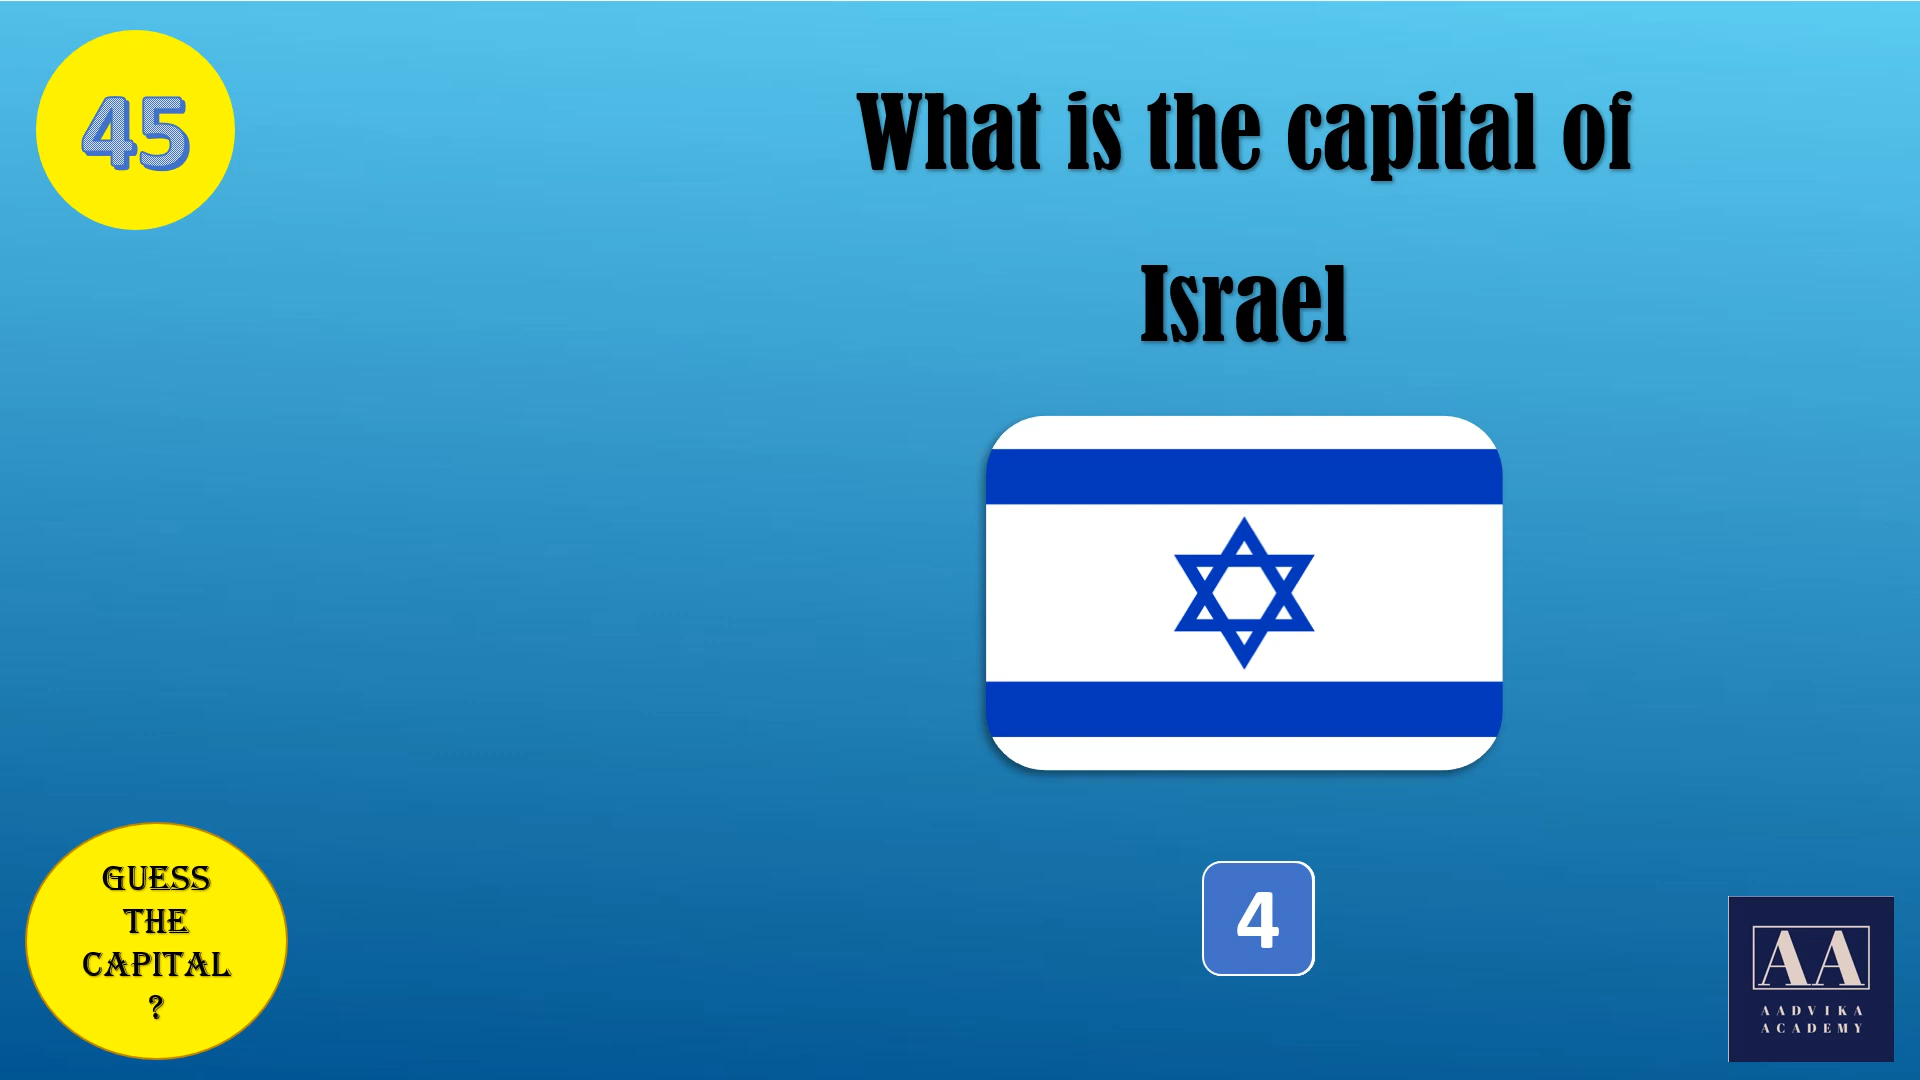 45
What is the capital of
Israel
4
GUESS
THE
CAPITAL
?
AA
AADVIKA
ACADEMY